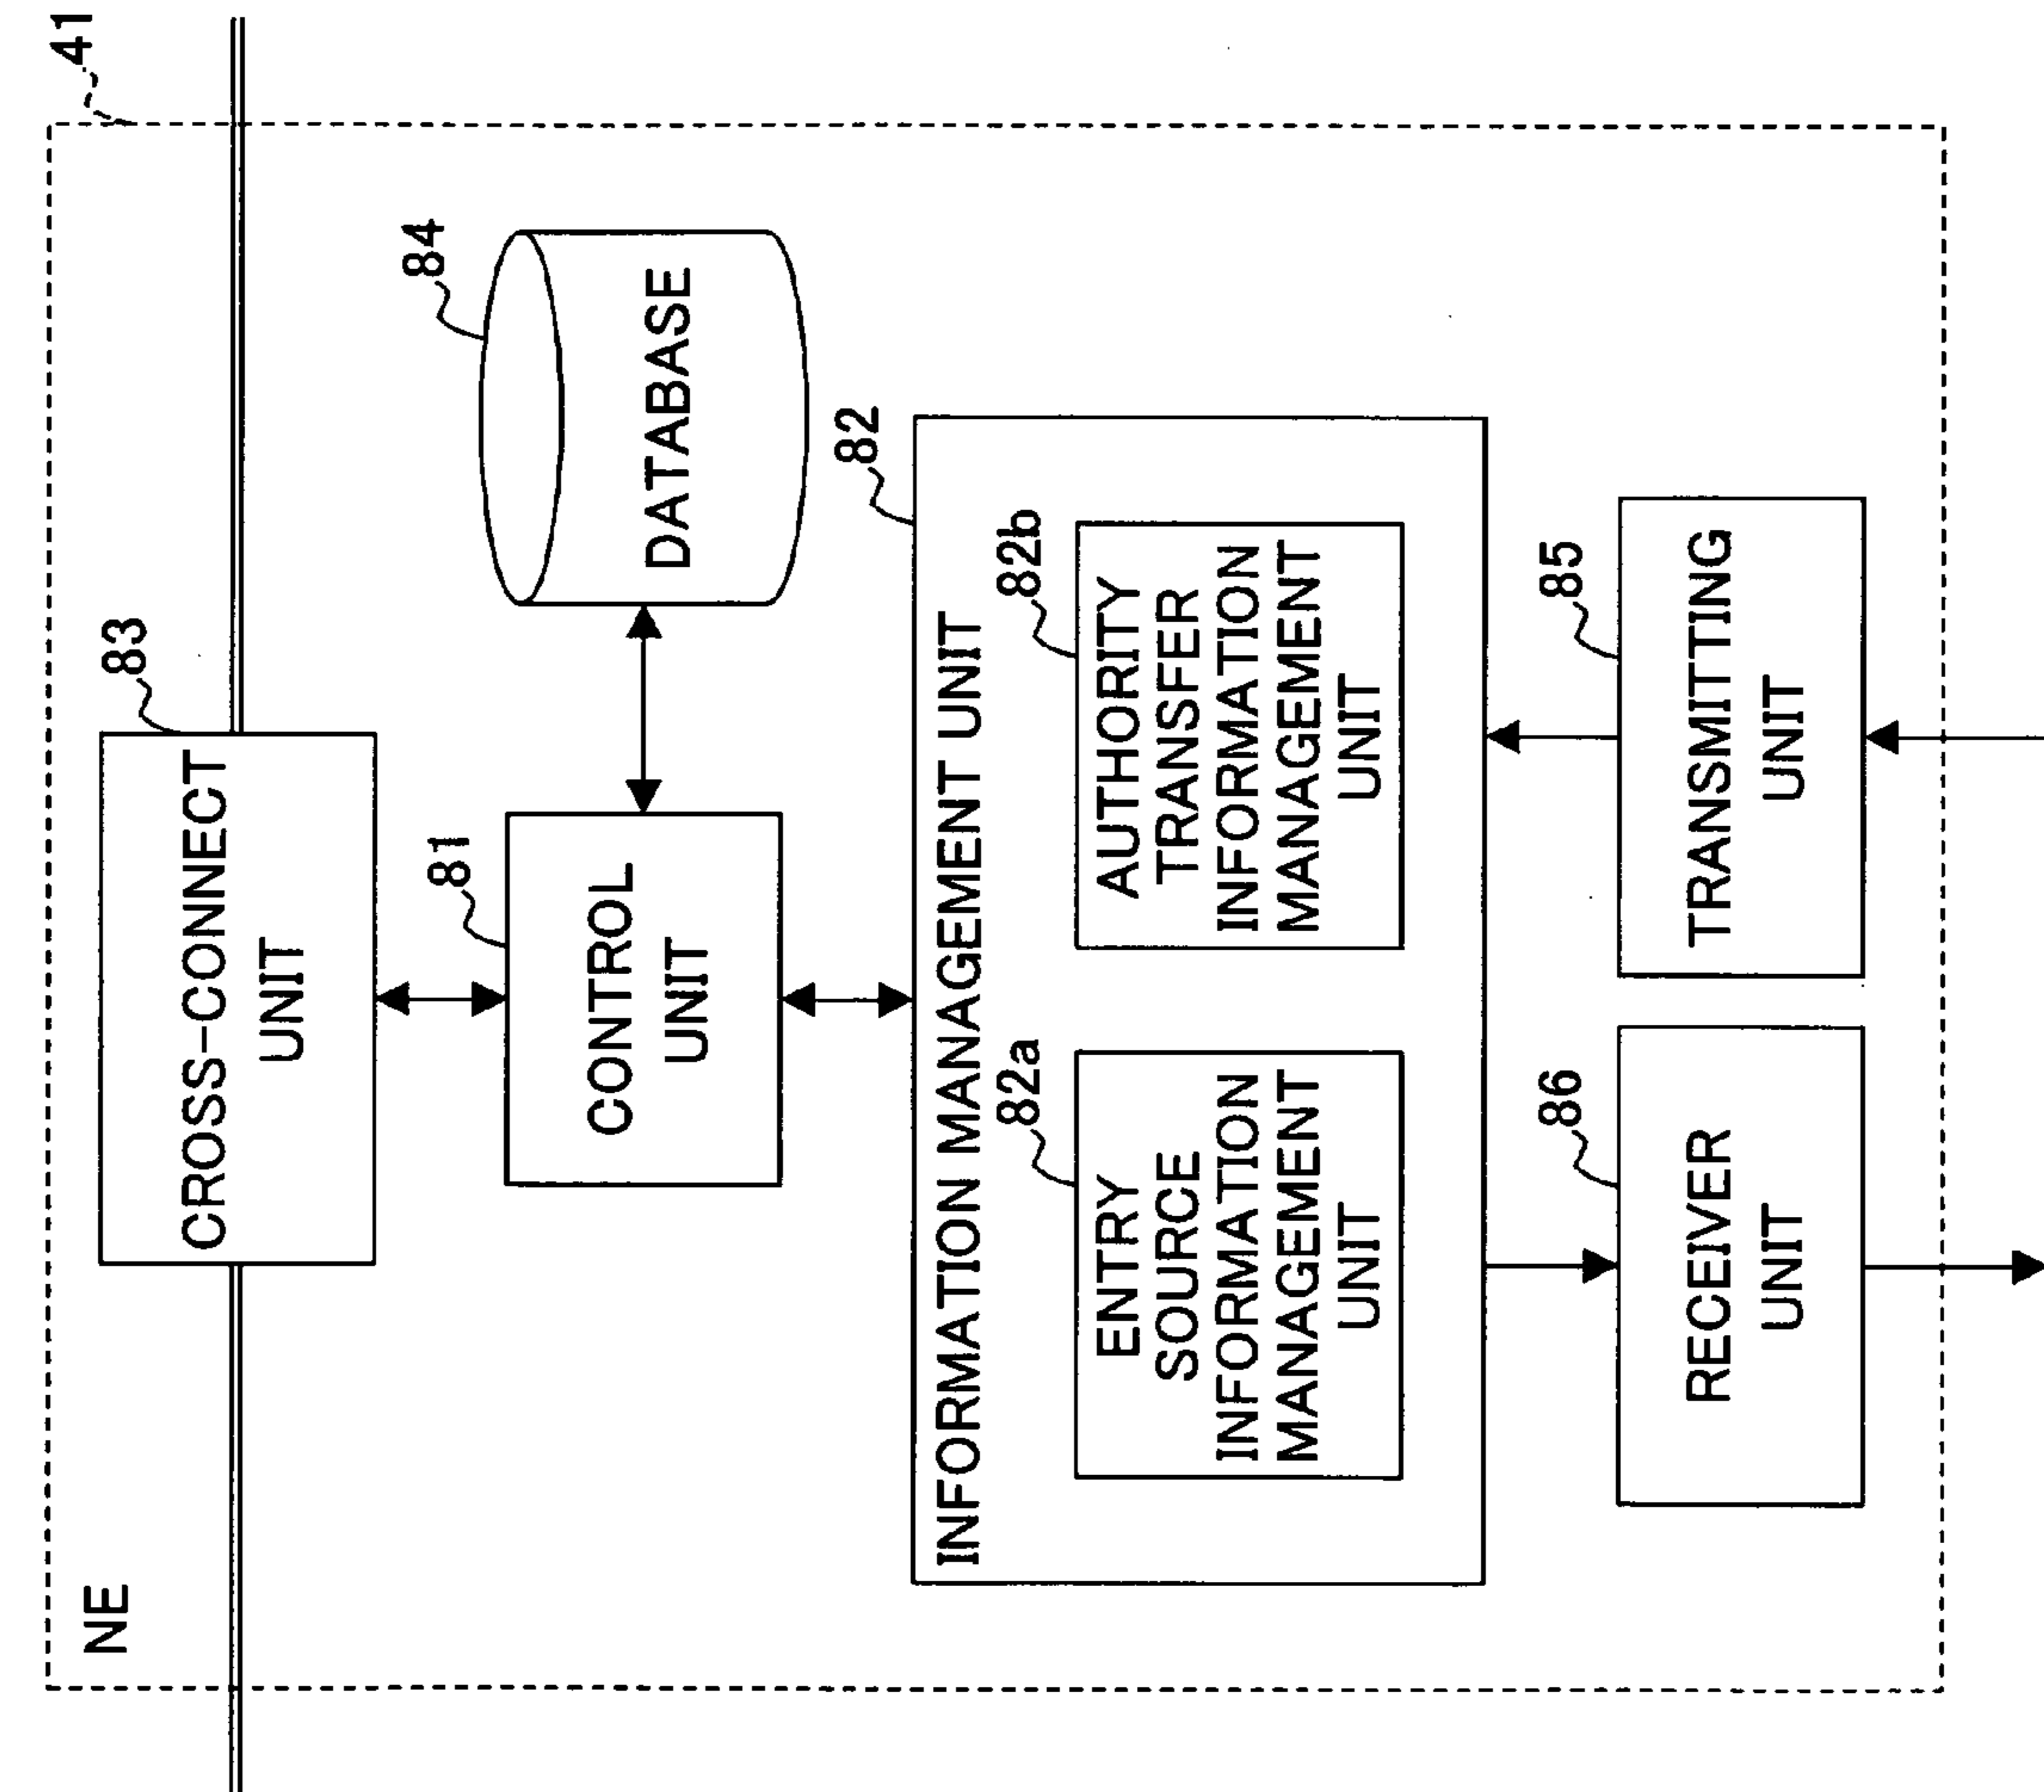 NE
41
83
CROSS-CONNECT
UNIT
81
CONTROL
UNIT
84
DATABASE
82
INFORMATION MANAGEMENT UNIT
82a
ENTRY
SOURCE
INFORMATION
MANAGEMENT
UNIT
82b
AUTHORITY
TRANSFER
INFORMATION
MANAGEMENT
UNIT
86
RECEIVER
UNIT
85
TRANSMITTING
UNIT